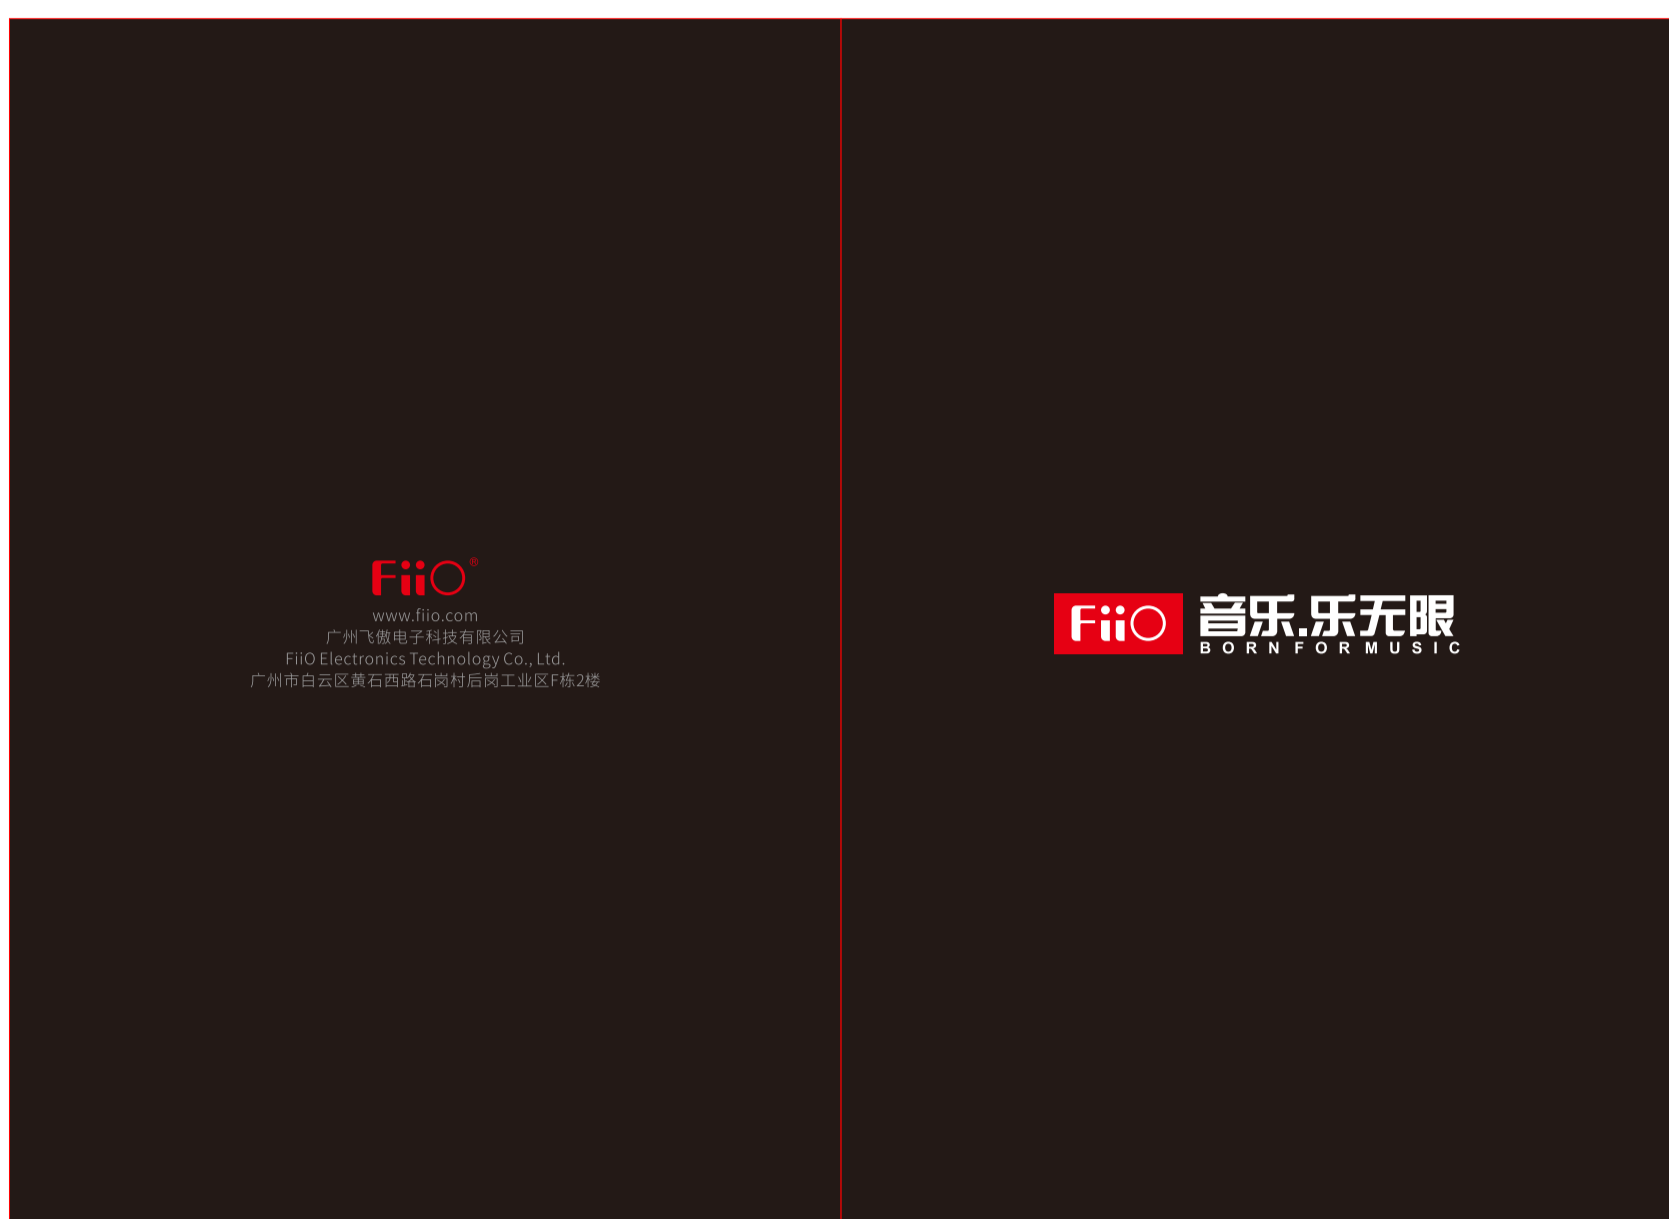 FiiO®
www.fiio.com
广州飞傲电子科技有限公司
FiiO Electronics Technology Co., Ltd.
广州市白云区黄石西路石岗村后岗工业区F栋2楼
FiiO 音乐.乐无限
BORN FOR MUSIC